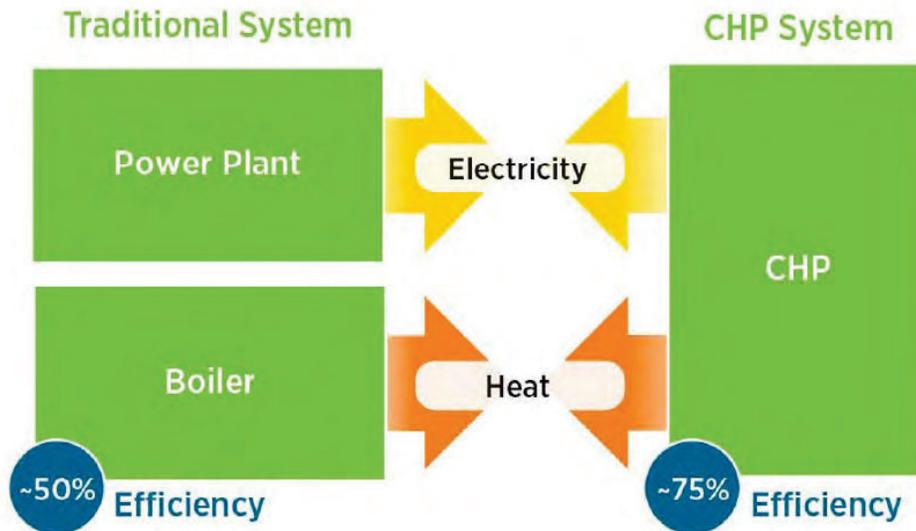 Traditional System
CHP System
Power Plant
Electricity
CHP
Boiler
Heat
~50% Efficiency
~75% Efficiency